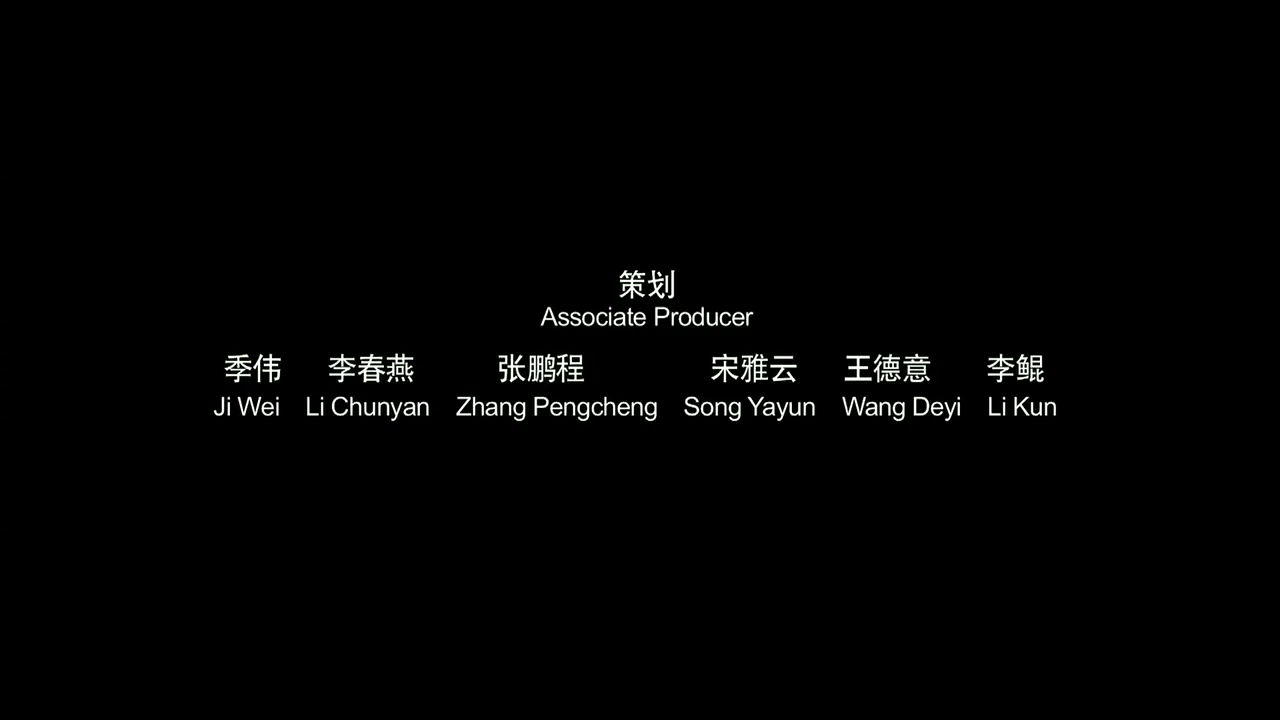 策划
Associate Producer
季伟 李春燕 张鹏程 宋雅云 王德意 李鲲
Ji Wei Li Chunyan Zhang Pengcheng Song Yayun Wang Deyi Li Kun